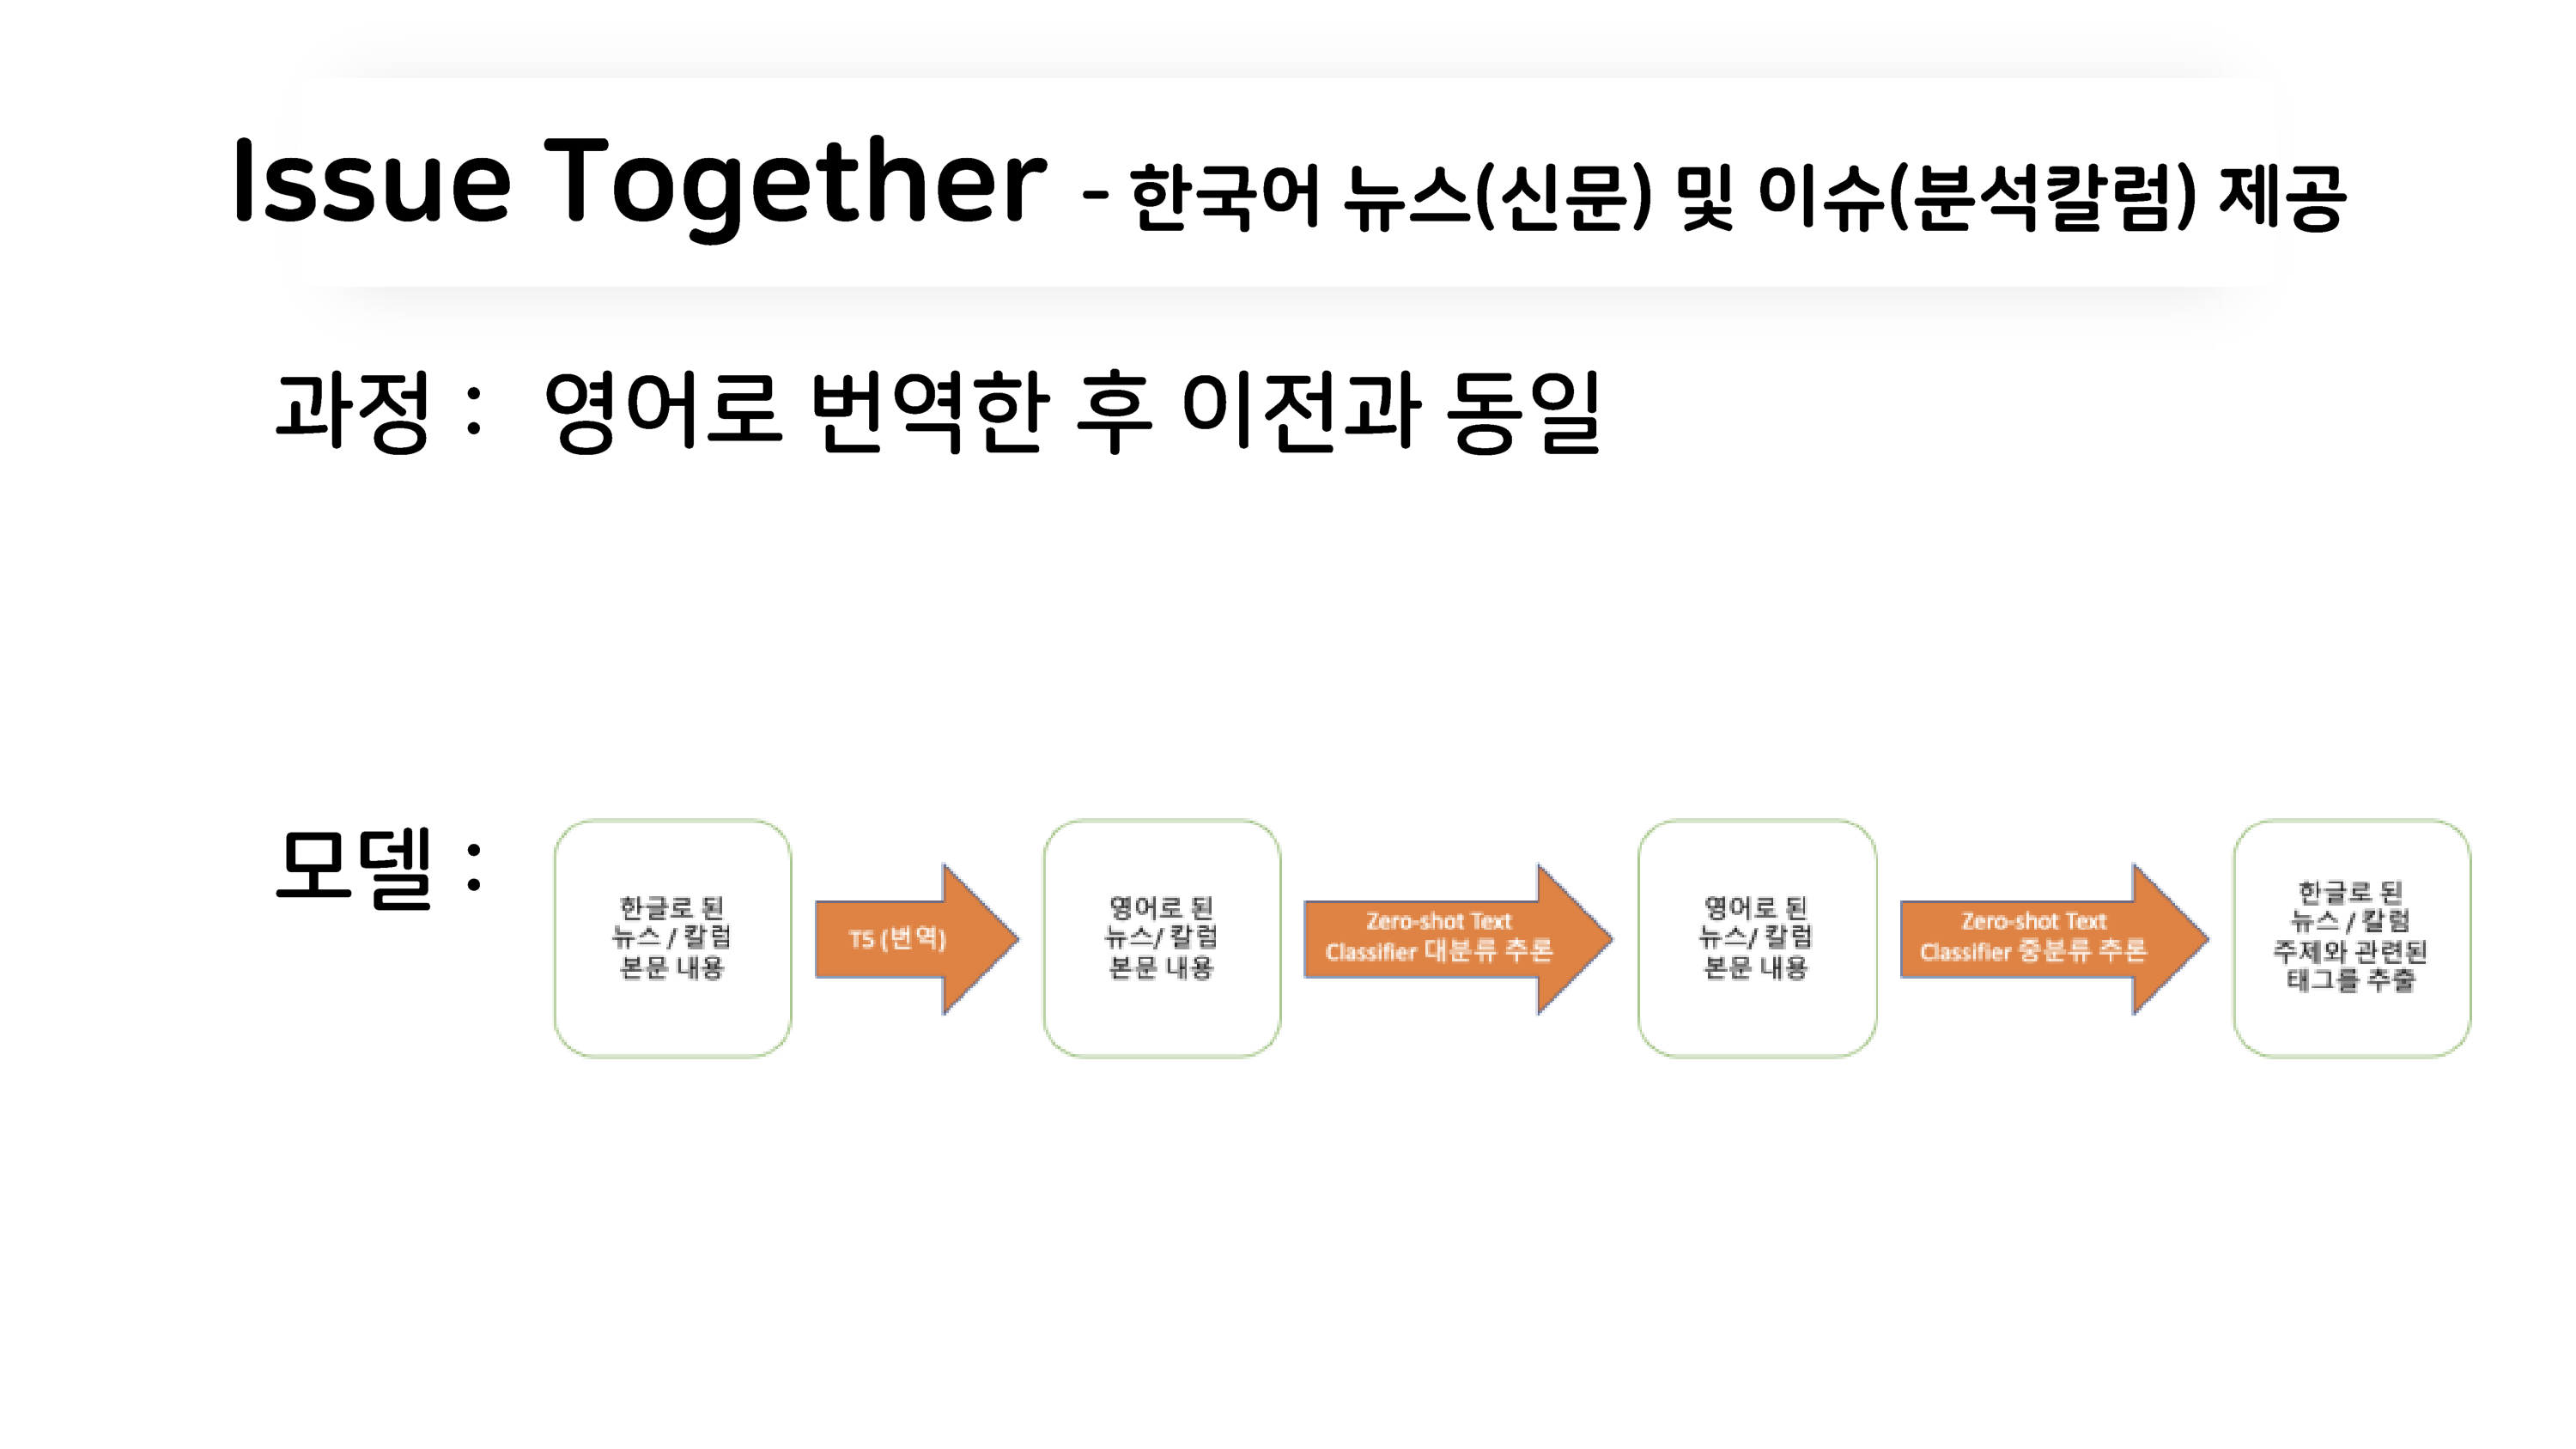 Issue Together - 한국어 뉴스(신문) 및 이슈(분석칼럼) 제공
과정 : 영어로 번역한 후 이전과 동일
모델 :
한글로 된
뉴스 / 칼럼
본문 내용
T5 (번역)
영어로 된
뉴스/ 칼럼
본문 내용
Zero-shot Text
Classifier 대분류 추론
영어로 된
뉴스/ 칼럼
본문 내용
Zero-shot Text
Classifier 중분류 추론
한글로 된
뉴스 / 칼럼
주제와 관련된
태그를 추출